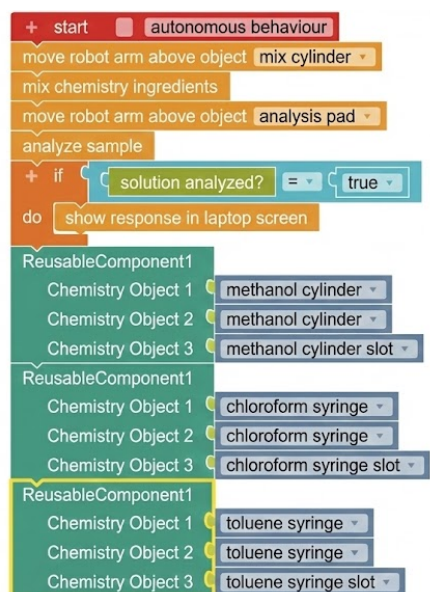 + start autonomous behaviour
move robot arm above object mix cylinder
mix chemistry ingredients
move robot arm above object analysis pad
analyze sample
+ if solution analyzed? = true
do show response in laptop screen
ReusableComponent1
Chemistry Object 1 methanol cylinder
Chemistry Object 2 methanol cylinder
Chemistry Object 3 methanol cylinder slot
ReusableComponent1
Chemistry Object 1 chloroform syringe
Chemistry Object 2 chloroform syringe
Chemistry Object 3 chloroform syringe slot
ReusableComponent1
Chemistry Object 1 toluene syringe
Chemistry Object 2 toluene syringe
Chemistry Object 3 toluene syringe slot